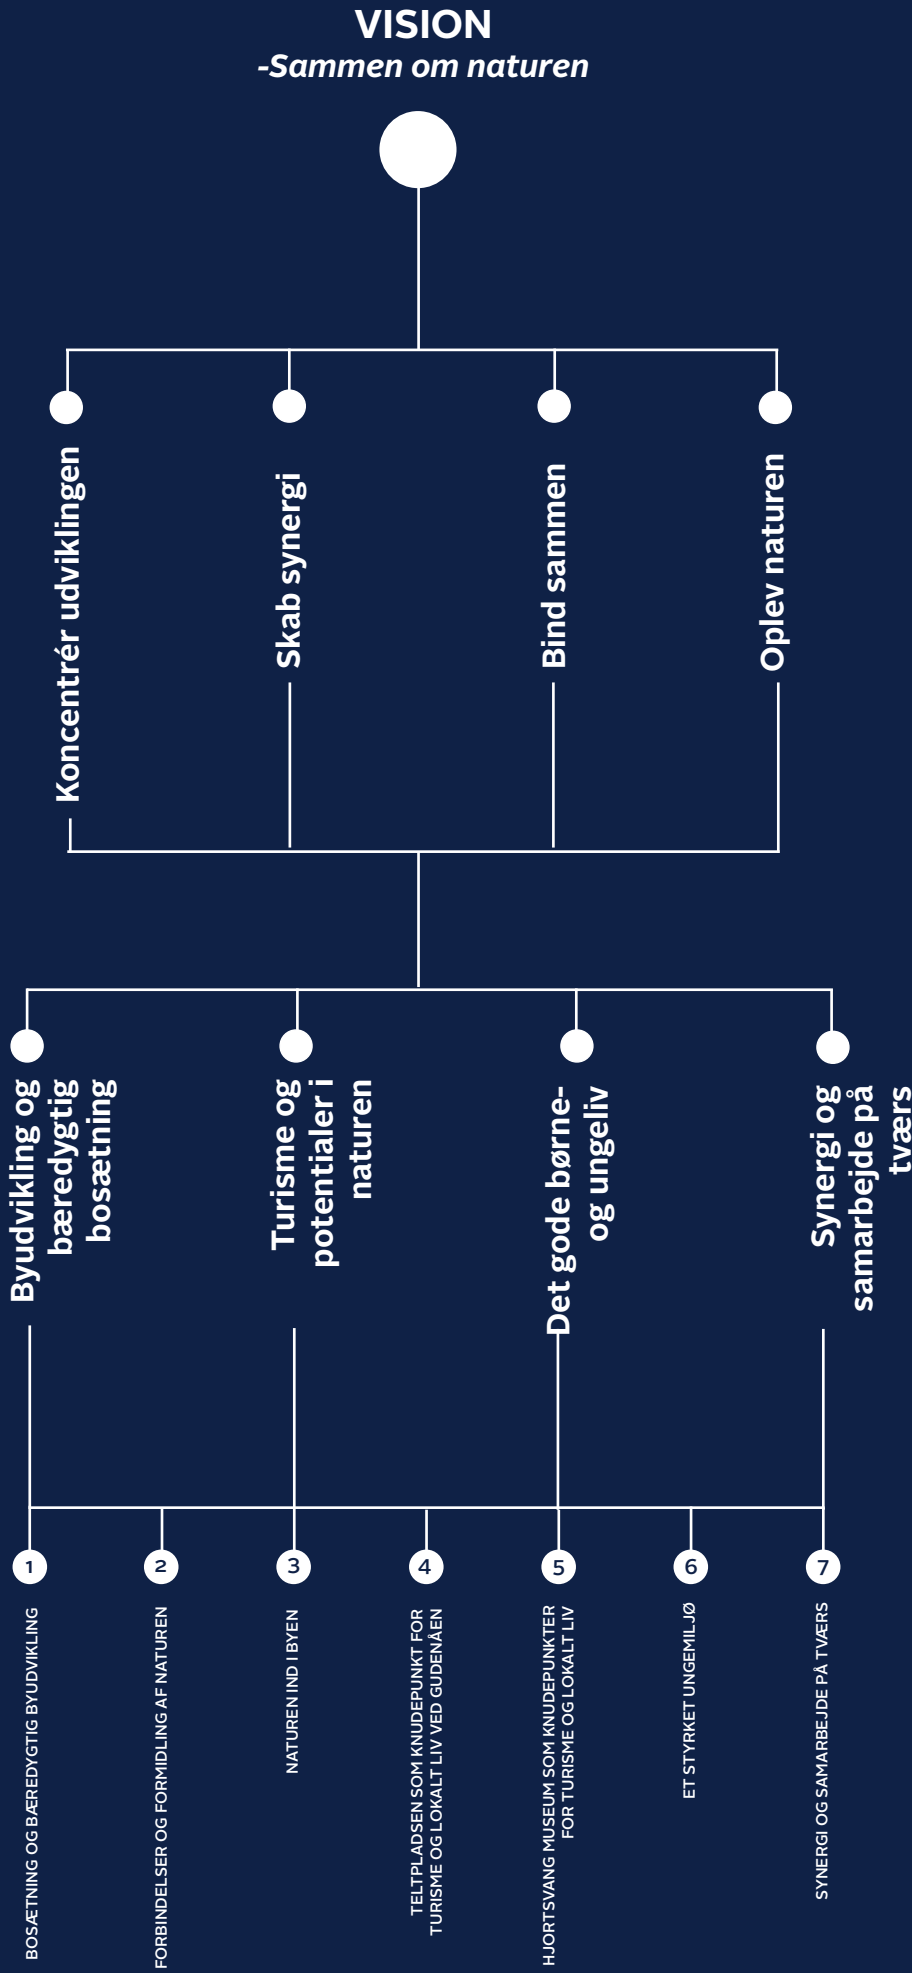 VISION
-Sammen om naturen
Koncentrér udviklingen
Skab synergi
Bind sammen
Oplev naturen
Byudvikling og
bæredygtig
bosætning
Turisme og
potentialer i
naturen
Det gode børne-
og ungeliv
Synergi og
samarbejde på
tværs
1
BOSÆTNING OG BÆREDYGTIG BYUDVIKLING
2
FORBINDELSER OG FORMIDLING AF NATUREN
3
NATUREN IND I BYEN
4
TELTPLADSEN SOM KNUDEPUNKT FOR
TURISME OG LOKALT LIV VED GUDENÅEN
5
HJORTSVANG MUSEUM SOM KNUDEPUNKTER
FOR TURISME OG LOKALT LIV
6
ET STYRKET UNGEMILJØ
7
SYNERGI OG SAMARBEJDE PÅ TVÆRS